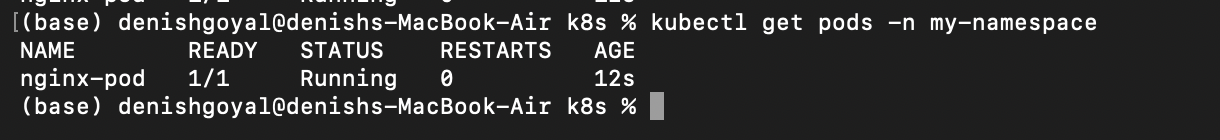 [(base) denishgoyal@denishs-MacBook-Air k8s % kubectl get pods -n my-namespace
NAME        READY   STATUS    RESTARTS   AGE
nginx-pod   1/1     Running   0          12s
(base) denishgoyal@denishs-MacBook-Air k8s %